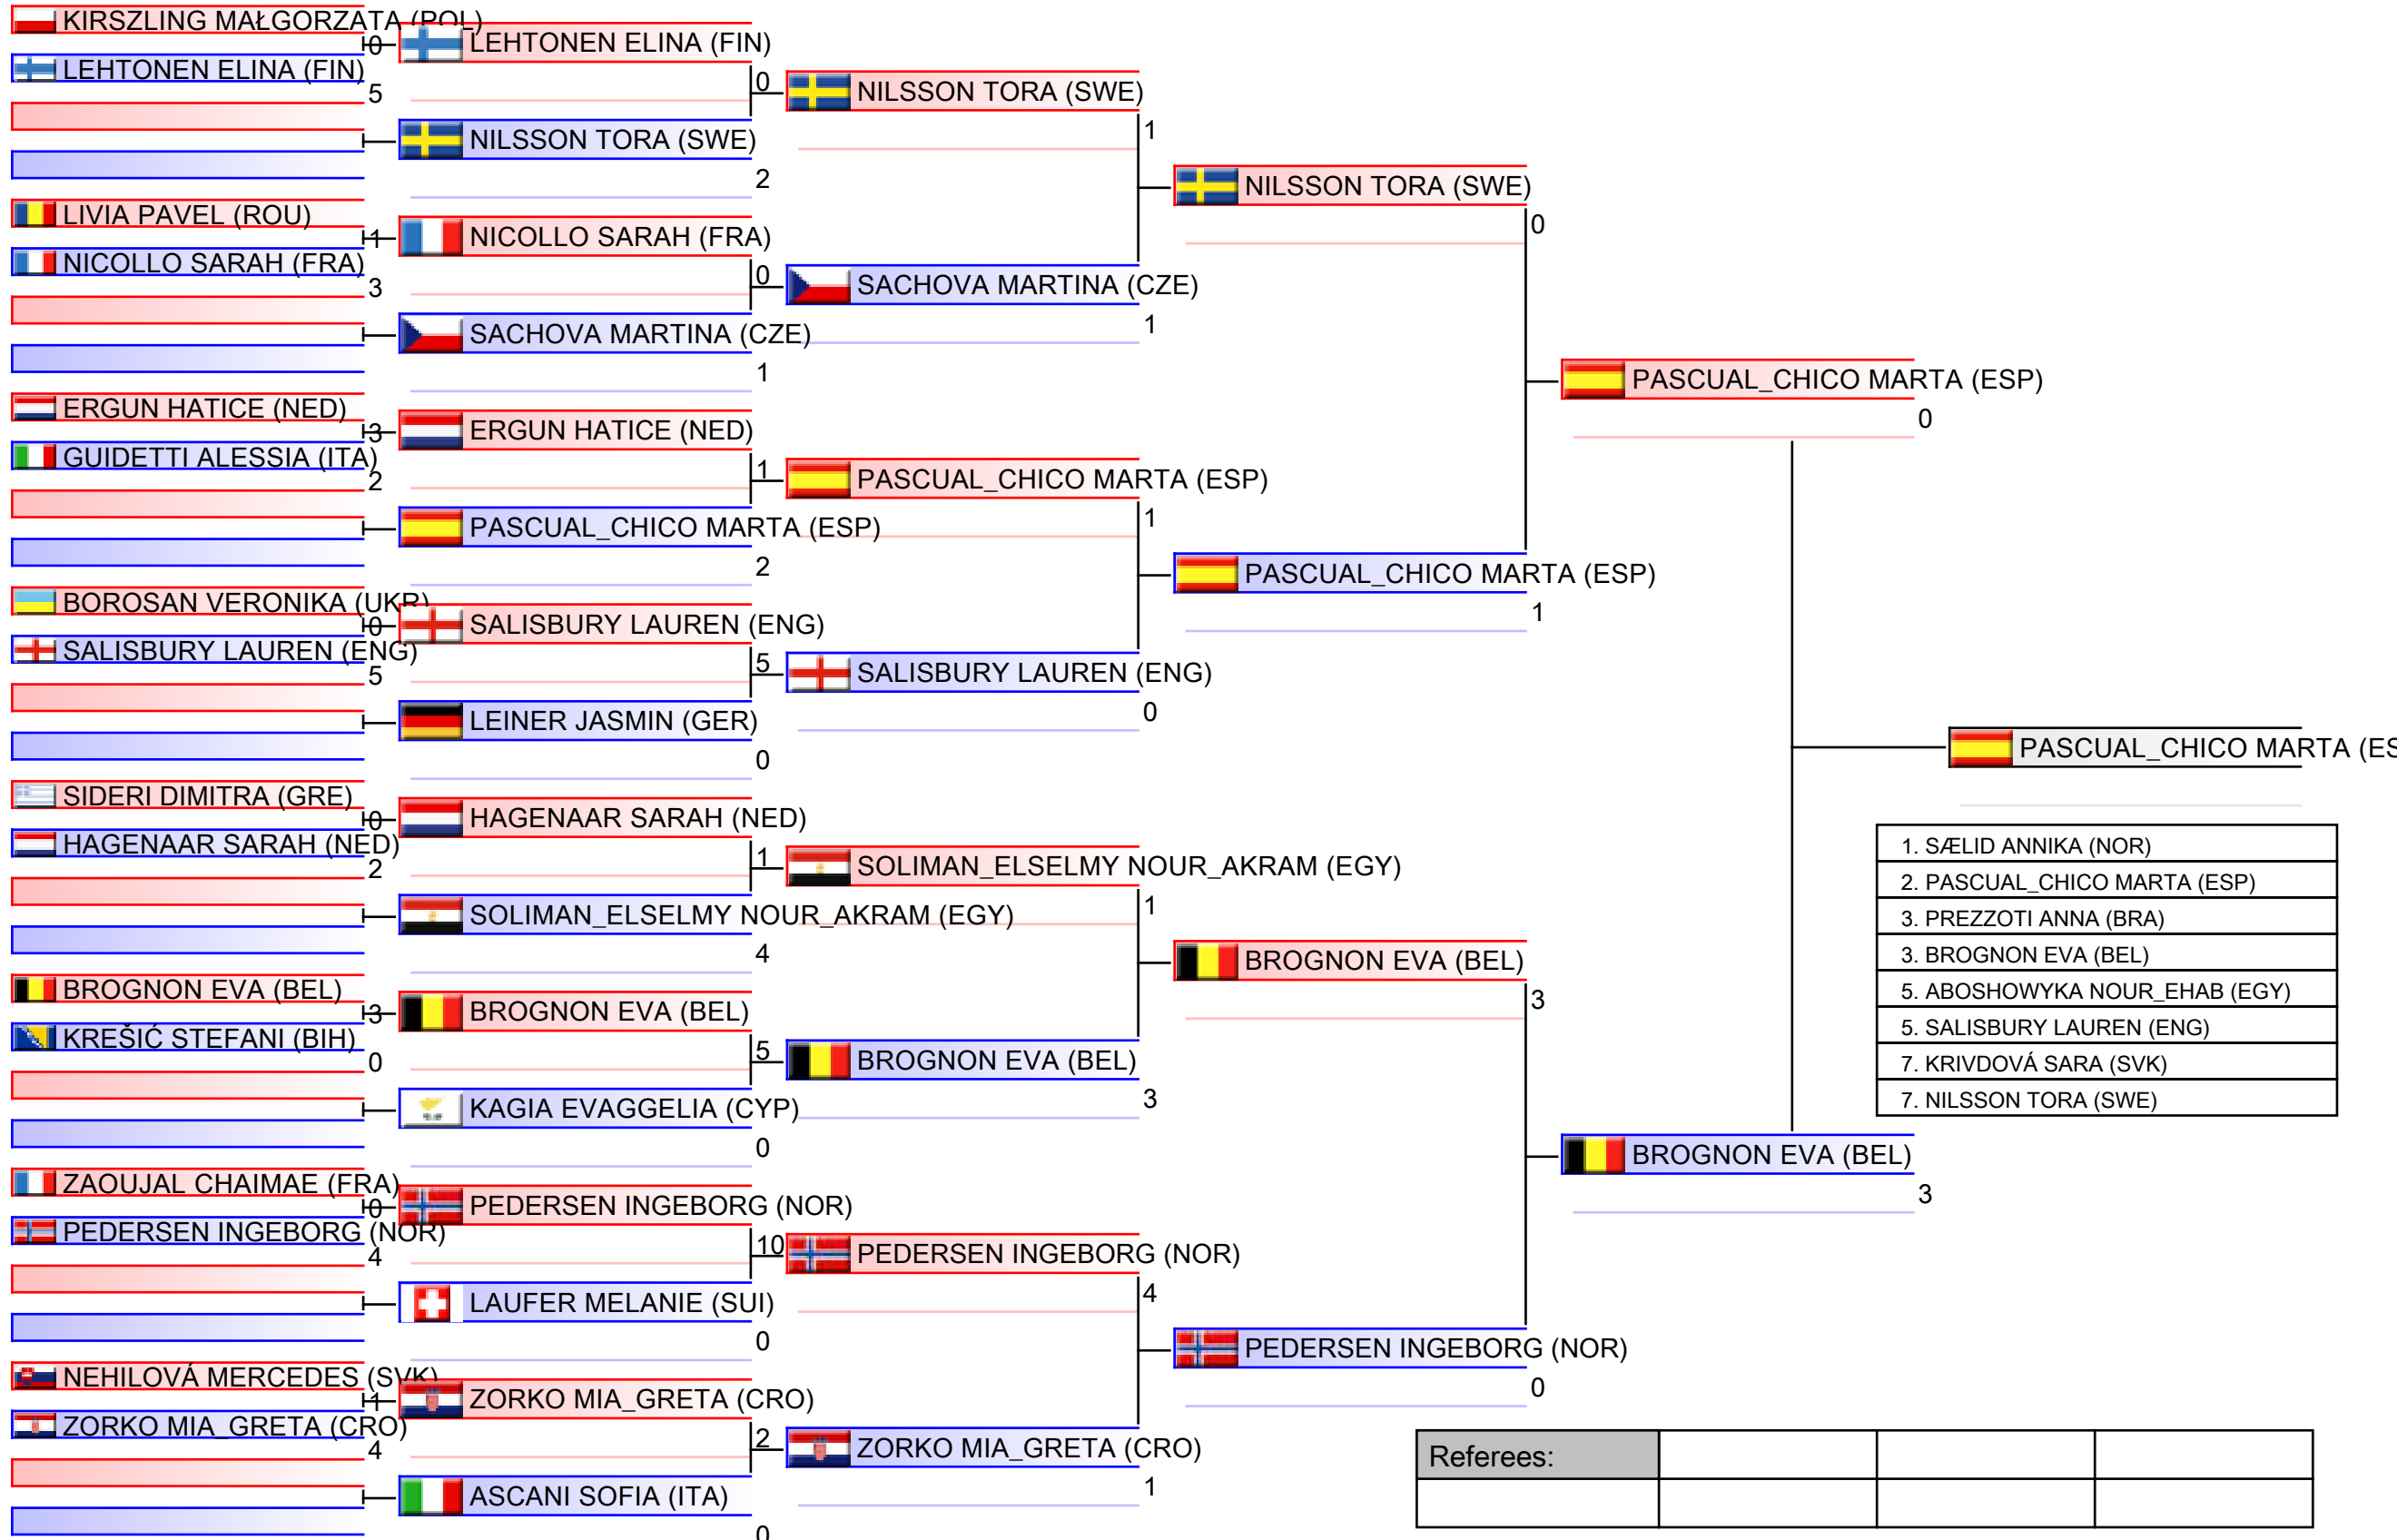 KIRSZLING MAŁGORZATA (POL)
0
LEHTONEN ELINA (FIN)
5
LIVIA PAVEL (ROU)
1
NICOLLO SARAH (FRA)
3
ERGUN HATICE (NED)
3
GUIDETTI ALESSIA (ITA)
2
BOROSAN VERONIKA (UKR)
0
SALISBURY LAUREN (ENG)
5
SIDERI DIMITRA (GRE)
0
HAGENAAR SARAH (NED)
2
BROGNON EVA (BEL)
3
KREŠIĆ STEFANI (BIH)
0
ZAOUJAL CHAIMAE (FRA)
0
PEDERSEN INGEBORG (NOR)
4
NEHILOVÁ MERCEDES (SVK)
1
ZORKO MIA_GRETA (CRO)
4
LEHTONEN ELINA (FIN)
0
NILSSON TORA (SWE)
2
NICOLLO SARAH (FRA)
0
SACHOVA MARTINA (CZE)
1
ERGUN HATICE (NED)
1
PASCUAL_CHICO MARTA (ESP)
2
SALISBURY LAUREN (ENG)
5
LEINER JASMIN (GER)
0
HAGENAAR SARAH (NED)
1
SOLIMAN_ELSELMY NOUR_AKRAM (EGY)
4
BROGNON EVA (BEL)
5
KAGIA EVAGGELIA (CYP)
0
PEDERSEN INGEBORG (NOR)
10
LAUFER MELANIE (SUI)
0
ZORKO MIA_GRETA (CRO)
2
ASCANI SOFIA (ITA)
0
NILSSON TORA (SWE)
1
SACHOVA MARTINA (CZE)
1
PASCUAL_CHICO MARTA (ESP)
1
SALISBURY LAUREN (ENG)
0
SOLIMAN_ELSELMY NOUR_AKRAM (EGY)
1
BROGNON EVA (BEL)
3
PEDERSEN INGEBORG (NOR)
4
ZORKO MIA_GRETA (CRO)
1
NILSSON TORA (SWE)
0
PASCUAL_CHICO MARTA (ESP)
1
BROGNON EVA (BEL)
3
PEDERSEN INGEBORG (NOR)
0
PASCUAL_CHICO MARTA (ESP)
0
BROGNON EVA (BEL)
3
PASCUAL_CHICO MARTA (ES
1. SÆLID ANNIKA (NOR)
2. PASCUAL_CHICO MARTA (ESP)
3. PREZZOTI ANNA (BRA)
3. BROGNON EVA (BEL)
5. ABOSHOWYKA NOUR_EHAB (EGY)
5. SALISBURY LAUREN (ENG)
7. KRIVDOVÁ SARA (SVK)
7. NILSSON TORA (SWE)
Referees: